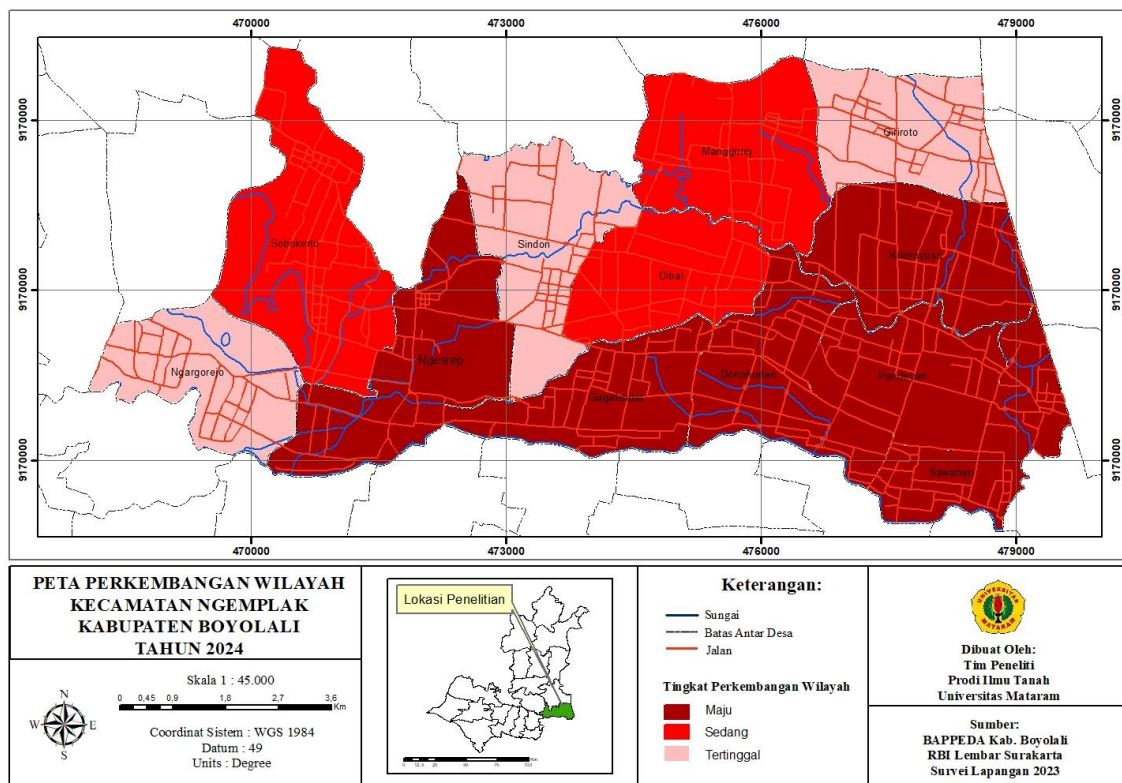 470000
473000
476000
479000
9170000
9170000
Giriroto
Manggung
Sobokerto
Sindon
Dibal
9170000
9170000
Ngargorejo
Ngesrep
Gagaksipat
Donohudan
Pandeyan
Sawahan
9170000
9170000
470000
473000
476000
479000
PETA PERKEMBANGAN WILAYAH
KECAMATAN NGEMPLAK
KABUPATEN BOYOLALI
TAHUN 2024
Skala 1 : 45.000
0 0,45 0,9 1,8 2,7 3,6
Km
N
W E
S
Coordinat Sistem : WGS 1984
Datum : 49
Units : Degree
Lokasi Penelitian
Keterangan:
Sungai
Batas Antar Desa
Jalan
Tingkat Perkembangan Wilayah
Maju
Sedang
Tertinggal
UNIVERSITAS
MATARAM
Dibuat Oleh:
Tim Peneliti
Prodi Ilmu Tanah
Universitas Mataram
Sumber:
BAPPEDA Kab. Boyolali
RBI Lembar Surakarta
Survei Lapangan 2023